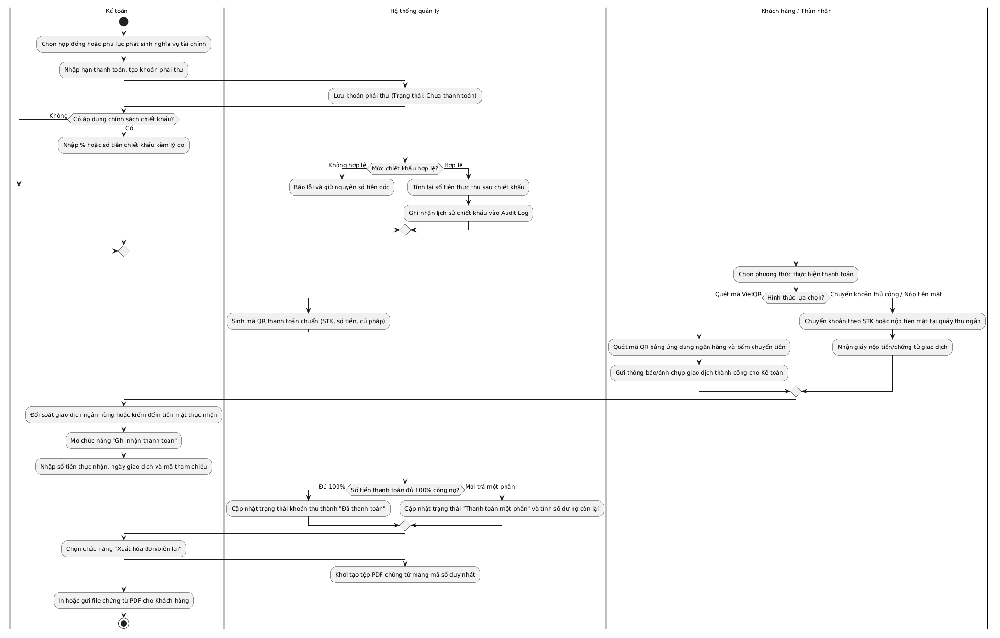 Kế toán
Hệ thống quản lý
Khách hàng / Thân nhân
Chọn hợp đồng hoặc phụ lục phát sinh nghĩa vụ tài chính
Nhập hạn thanh toán, tạo khoản phải thu
Lưu khoản phải thu (Trạng thái: Chưa thanh toán)
Không
Có áp dụng chính sách chiết khấu?
Có
Nhập % hoặc số tiền chiết khấu kèm lý do
Không hợp lệ
Mức chiết khấu hợp lệ?
Hợp lệ
Báo lỗi và giữ nguyên số tiền gốc
Tính lại số tiền thực thu sau chiết khấu
Ghi nhận lịch sử chiết khấu vào Audit Log
Chọn phương thức thực hiện thanh toán
Quét mã VietQR
Hình thức lựa chọn?
Chuyển khoản thủ công / Nộp tiền mặt
Sinh mã QR thanh toán chuẩn (STK, số tiền, cú pháp)
Chuyển khoản theo STK hoặc nộp tiền mặt tại quầy thu ngân
Quét mã QR bằng ứng dụng ngân hàng và bấm chuyển tiền
Nhận giấy nộp tiền/chứng từ giao dịch
Gửi thông báo/ảnh chụp giao dịch thành công cho Kế toán
Đối soát giao dịch ngân hàng hoặc kiểm đếm tiền mặt thực nhận
Mở chức năng "Ghi nhận thanh toán"
Nhập số tiền thực nhận, ngày giao dịch và mã tham chiếu
Đủ 100%
Số tiền thanh toán đủ 100% công nợ?
Mới trả một phần
Cập nhật trạng thái khoản thu thành "Đã thanh toán"
Cập nhật trạng thái "Thanh toán một phần" và tính số dư nợ còn lại
Chọn chức năng "Xuất hóa đơn/biên lai"
Khởi tạo tệp PDF chứng từ mang mã số duy nhất
In hoặc gửi file chứng từ PDF cho Khách hàng